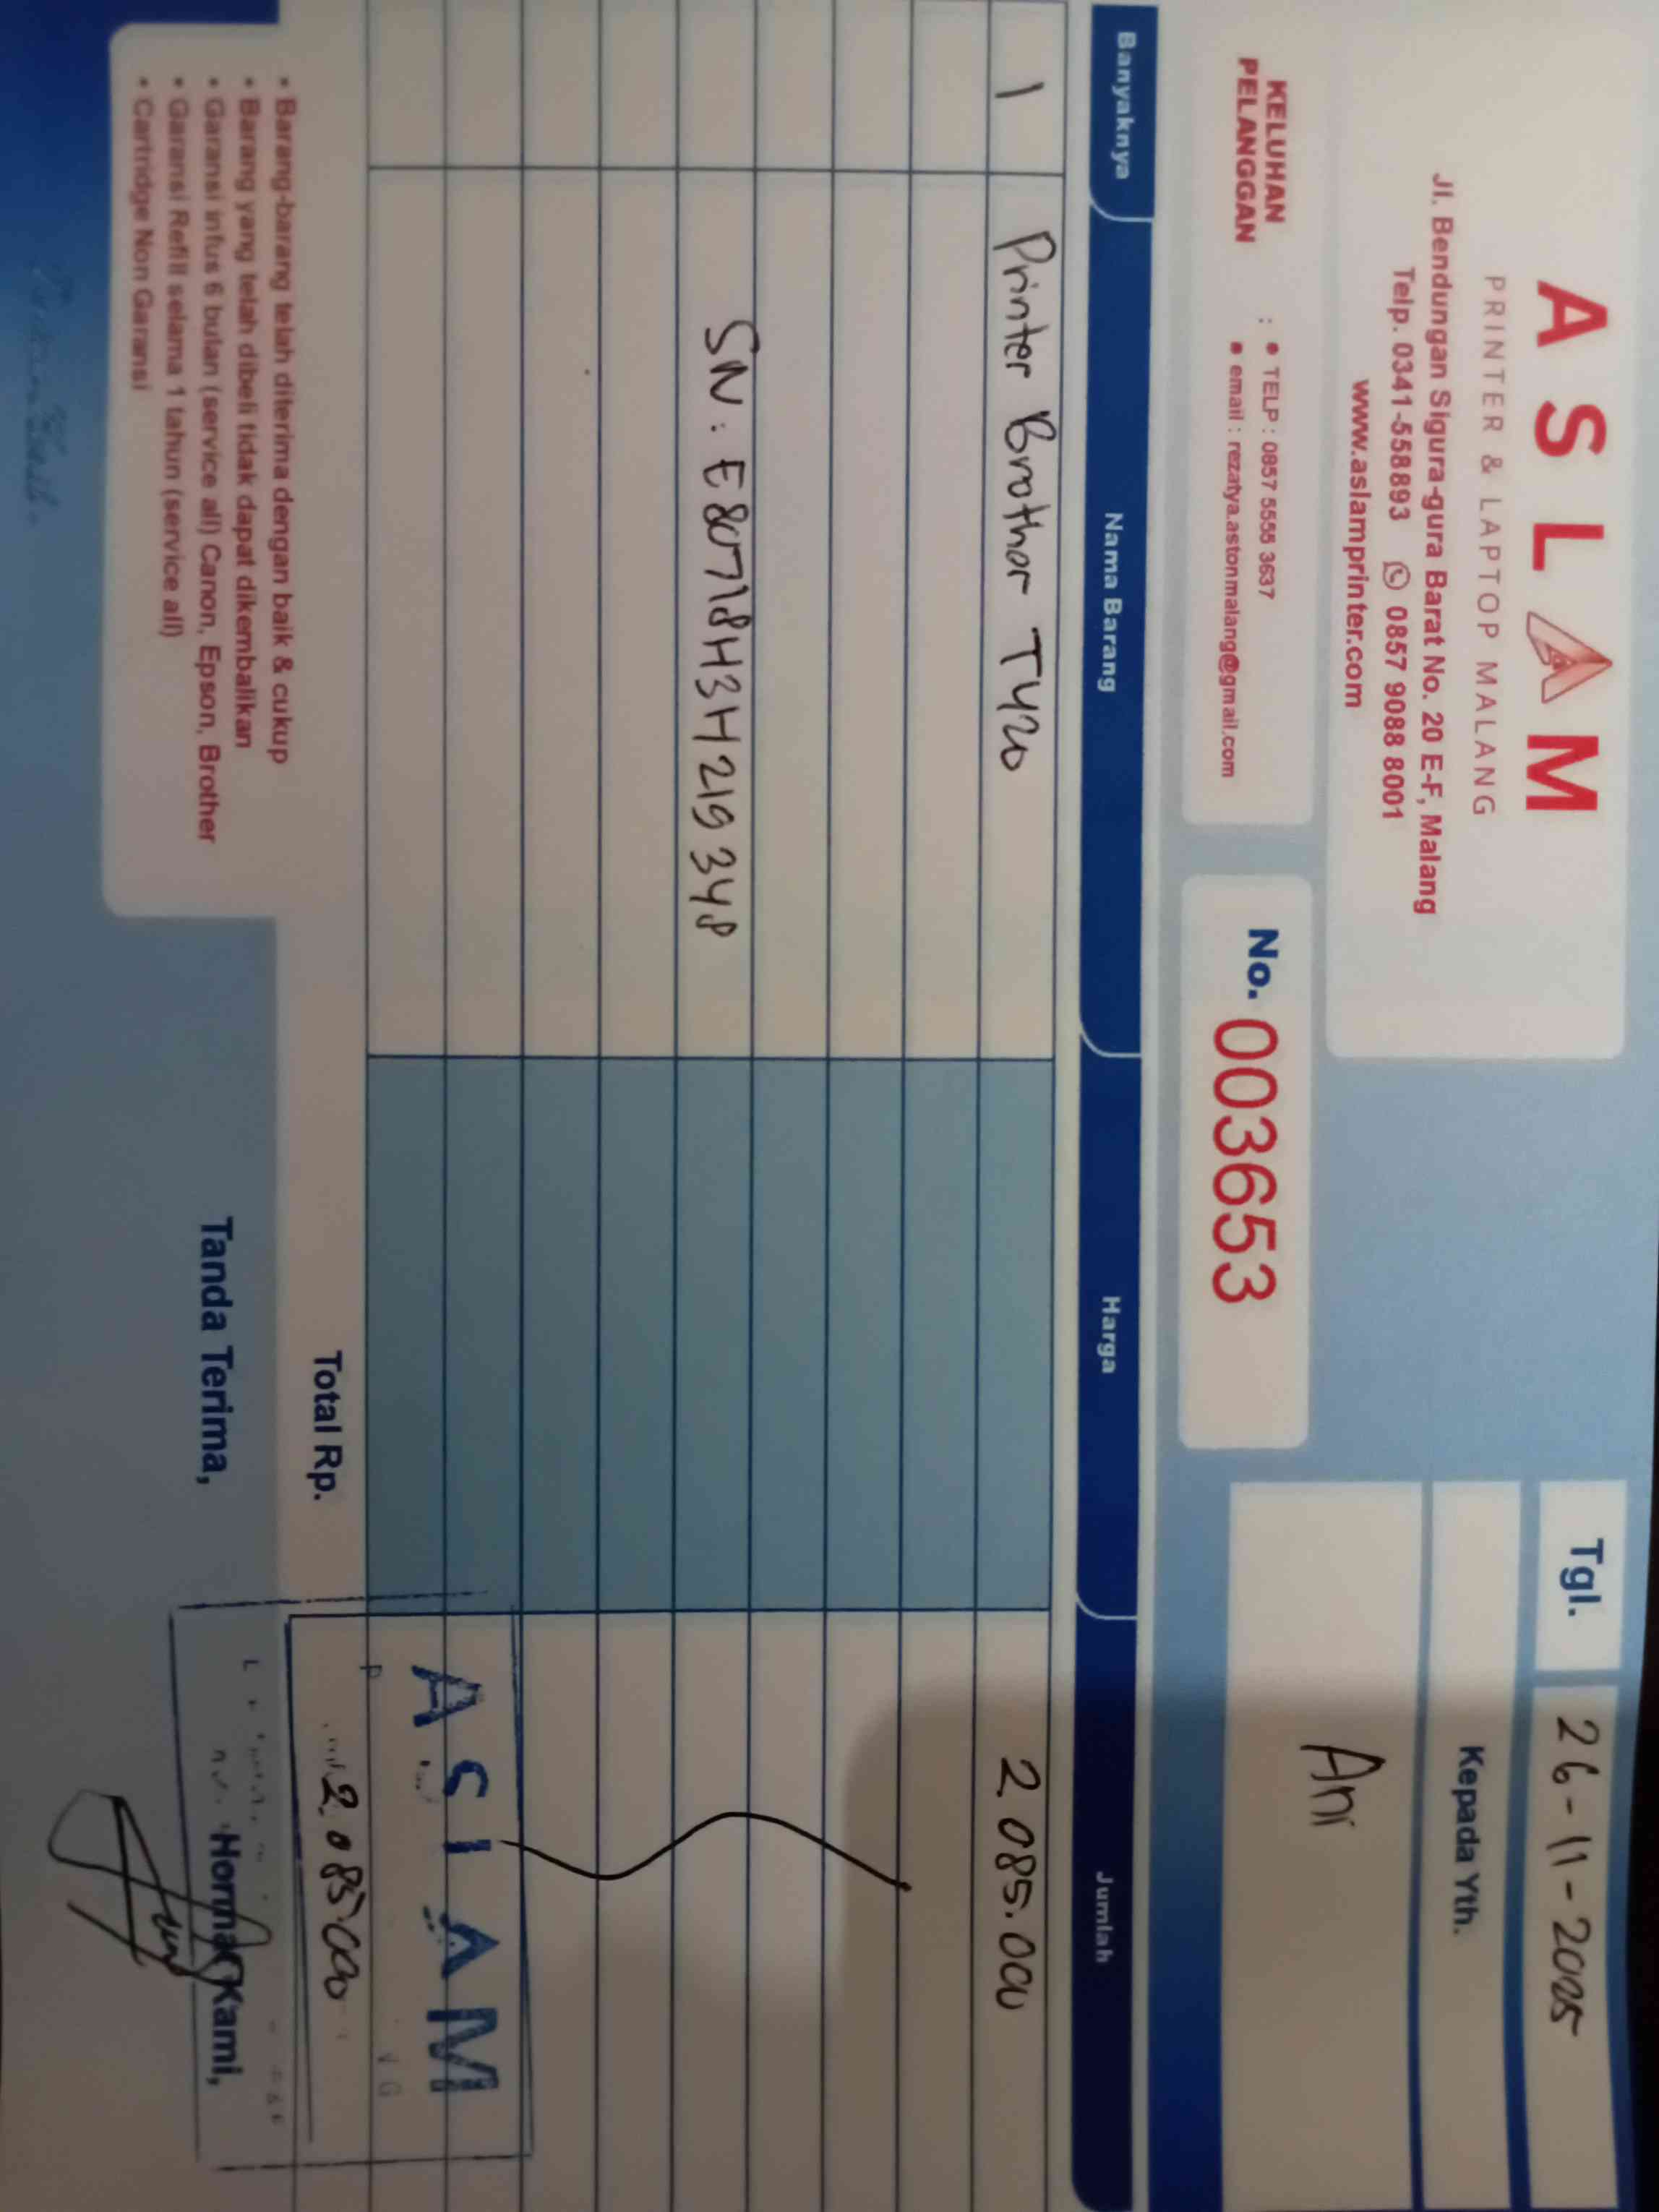 ASLAM
PRINTER & LAPTOP MALANG
Jl. Bendungan Sigura-gura Barat No. 20 E-F, Malang
Telp. 0341-558893 0857 9088 8001
www.aslamprinter.com
Tgl. 26-11-2025
Kepada Yth.
Ani
KELUHAN
PELANGGAN
: • TELP : 0857 5555 3637
• email : rezatya.astonmalang@gmail.com
No. 003653
Banyaknya Nama Barang Harga Jumlah
1 Printer Brother T420 2.085.000
SN : E80778H3H219348
ASLAM
Total Rp. 2.085.000
• Barang-barang telah diterima dengan baik & cukup
• Barang yang telah dibeli tidak dapat dikembalikan
• Garansi infus 6 bulan (service all) Canon, Epson, Brother
• Garansi Refill selama 1 tahun (service all)
• Cartridge Non Garansi
Tanda Terima,
Hormat Kami,